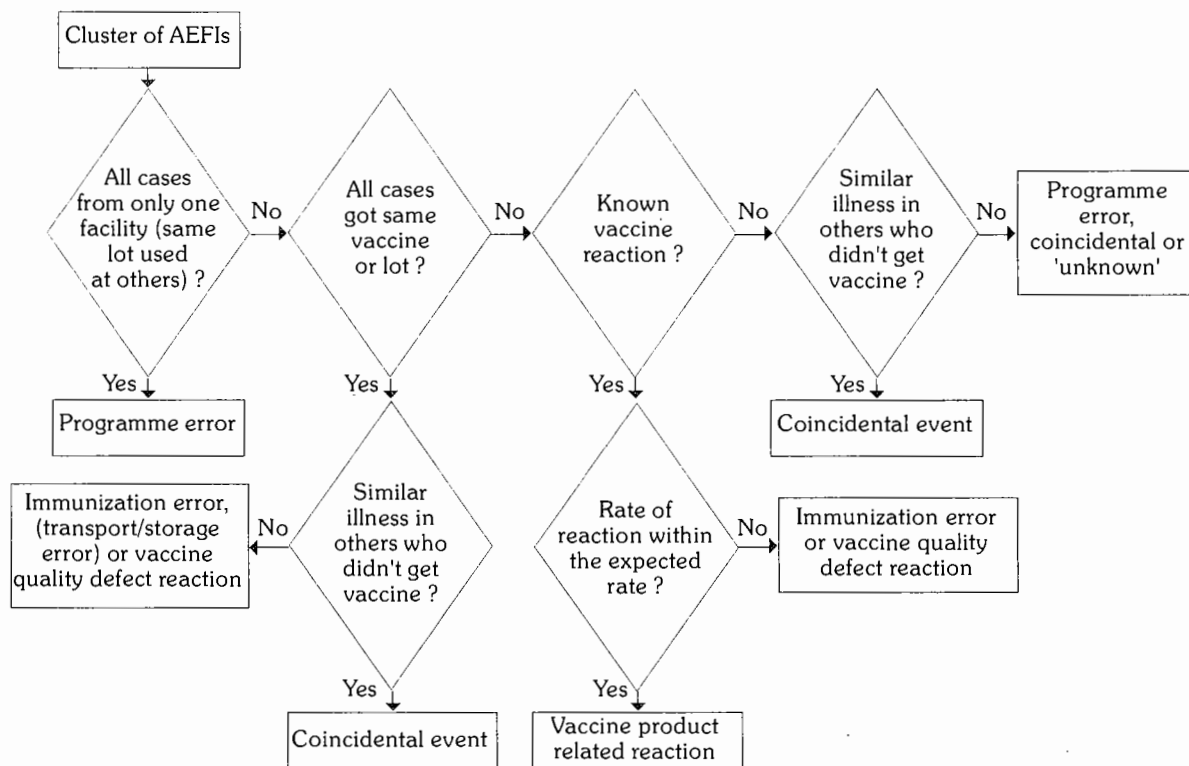 Cluster of AEFIs
All cases
from only one
facility (same
lot used
at others) ?
No
All cases
got same
vaccine
or lot ?
No
Known
vaccine
reaction ?
No
Similar
illness in
others who
didn't get
vaccine ?
No
Programme
error,
coincidental or
'unknown'
Yes
Programme error
Yes
Yes
Yes
Coincidental event
Immunization error,
(transport/storage
error) or vaccine
quality defect reaction
No
Similar
illness in
others who
didn't get
vaccine ?
Rate of
reaction within
the expected
rate ?
No
Immunization error
or vaccine quality
defect reaction
Yes
Coincidental event
Yes
Vaccine product
related reaction